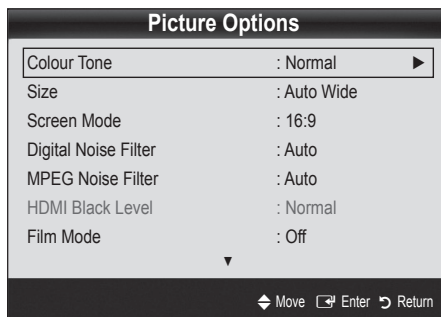 Picture Options
Colour Tone : Normal ►
Size : Auto Wide
Screen Mode : 16:9
Digital Noise Filter : Auto
MPEG Noise Filter : Auto
HDMI Black Level : Normal
Film Mode : Off
▼
Move Enter Return